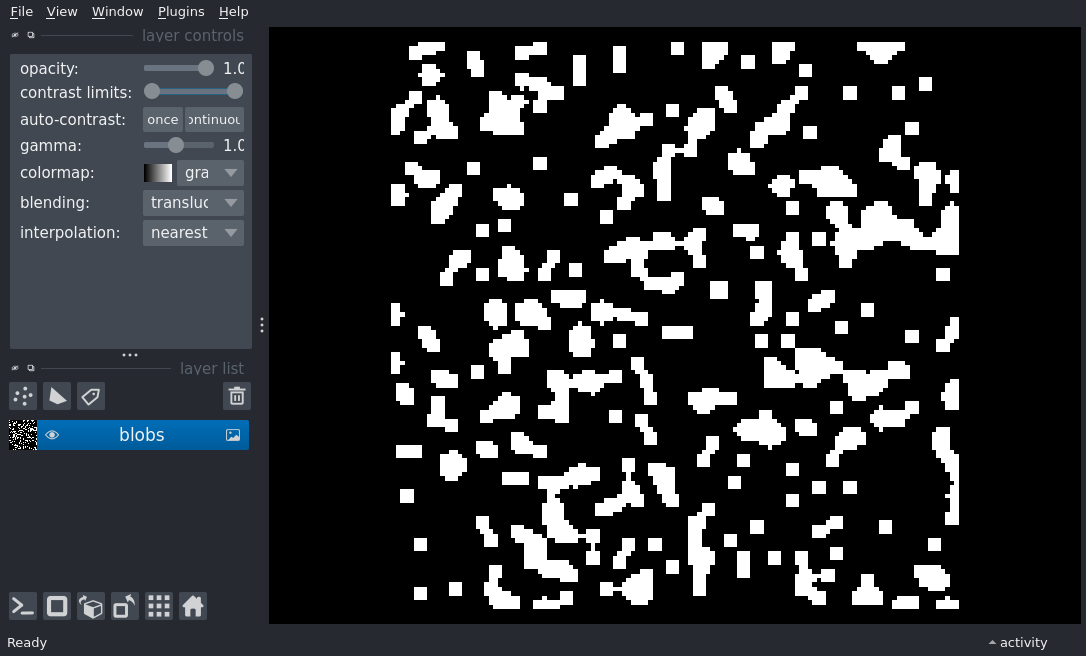 File View Window Plugins Help
layer controls
opacity: 1.0
contrast limits:
auto-contrast: once ontinuou
gamma: 1.0
colormap: gra
blending: transluc
interpolation: nearest
layer list
blobs
Ready
activity